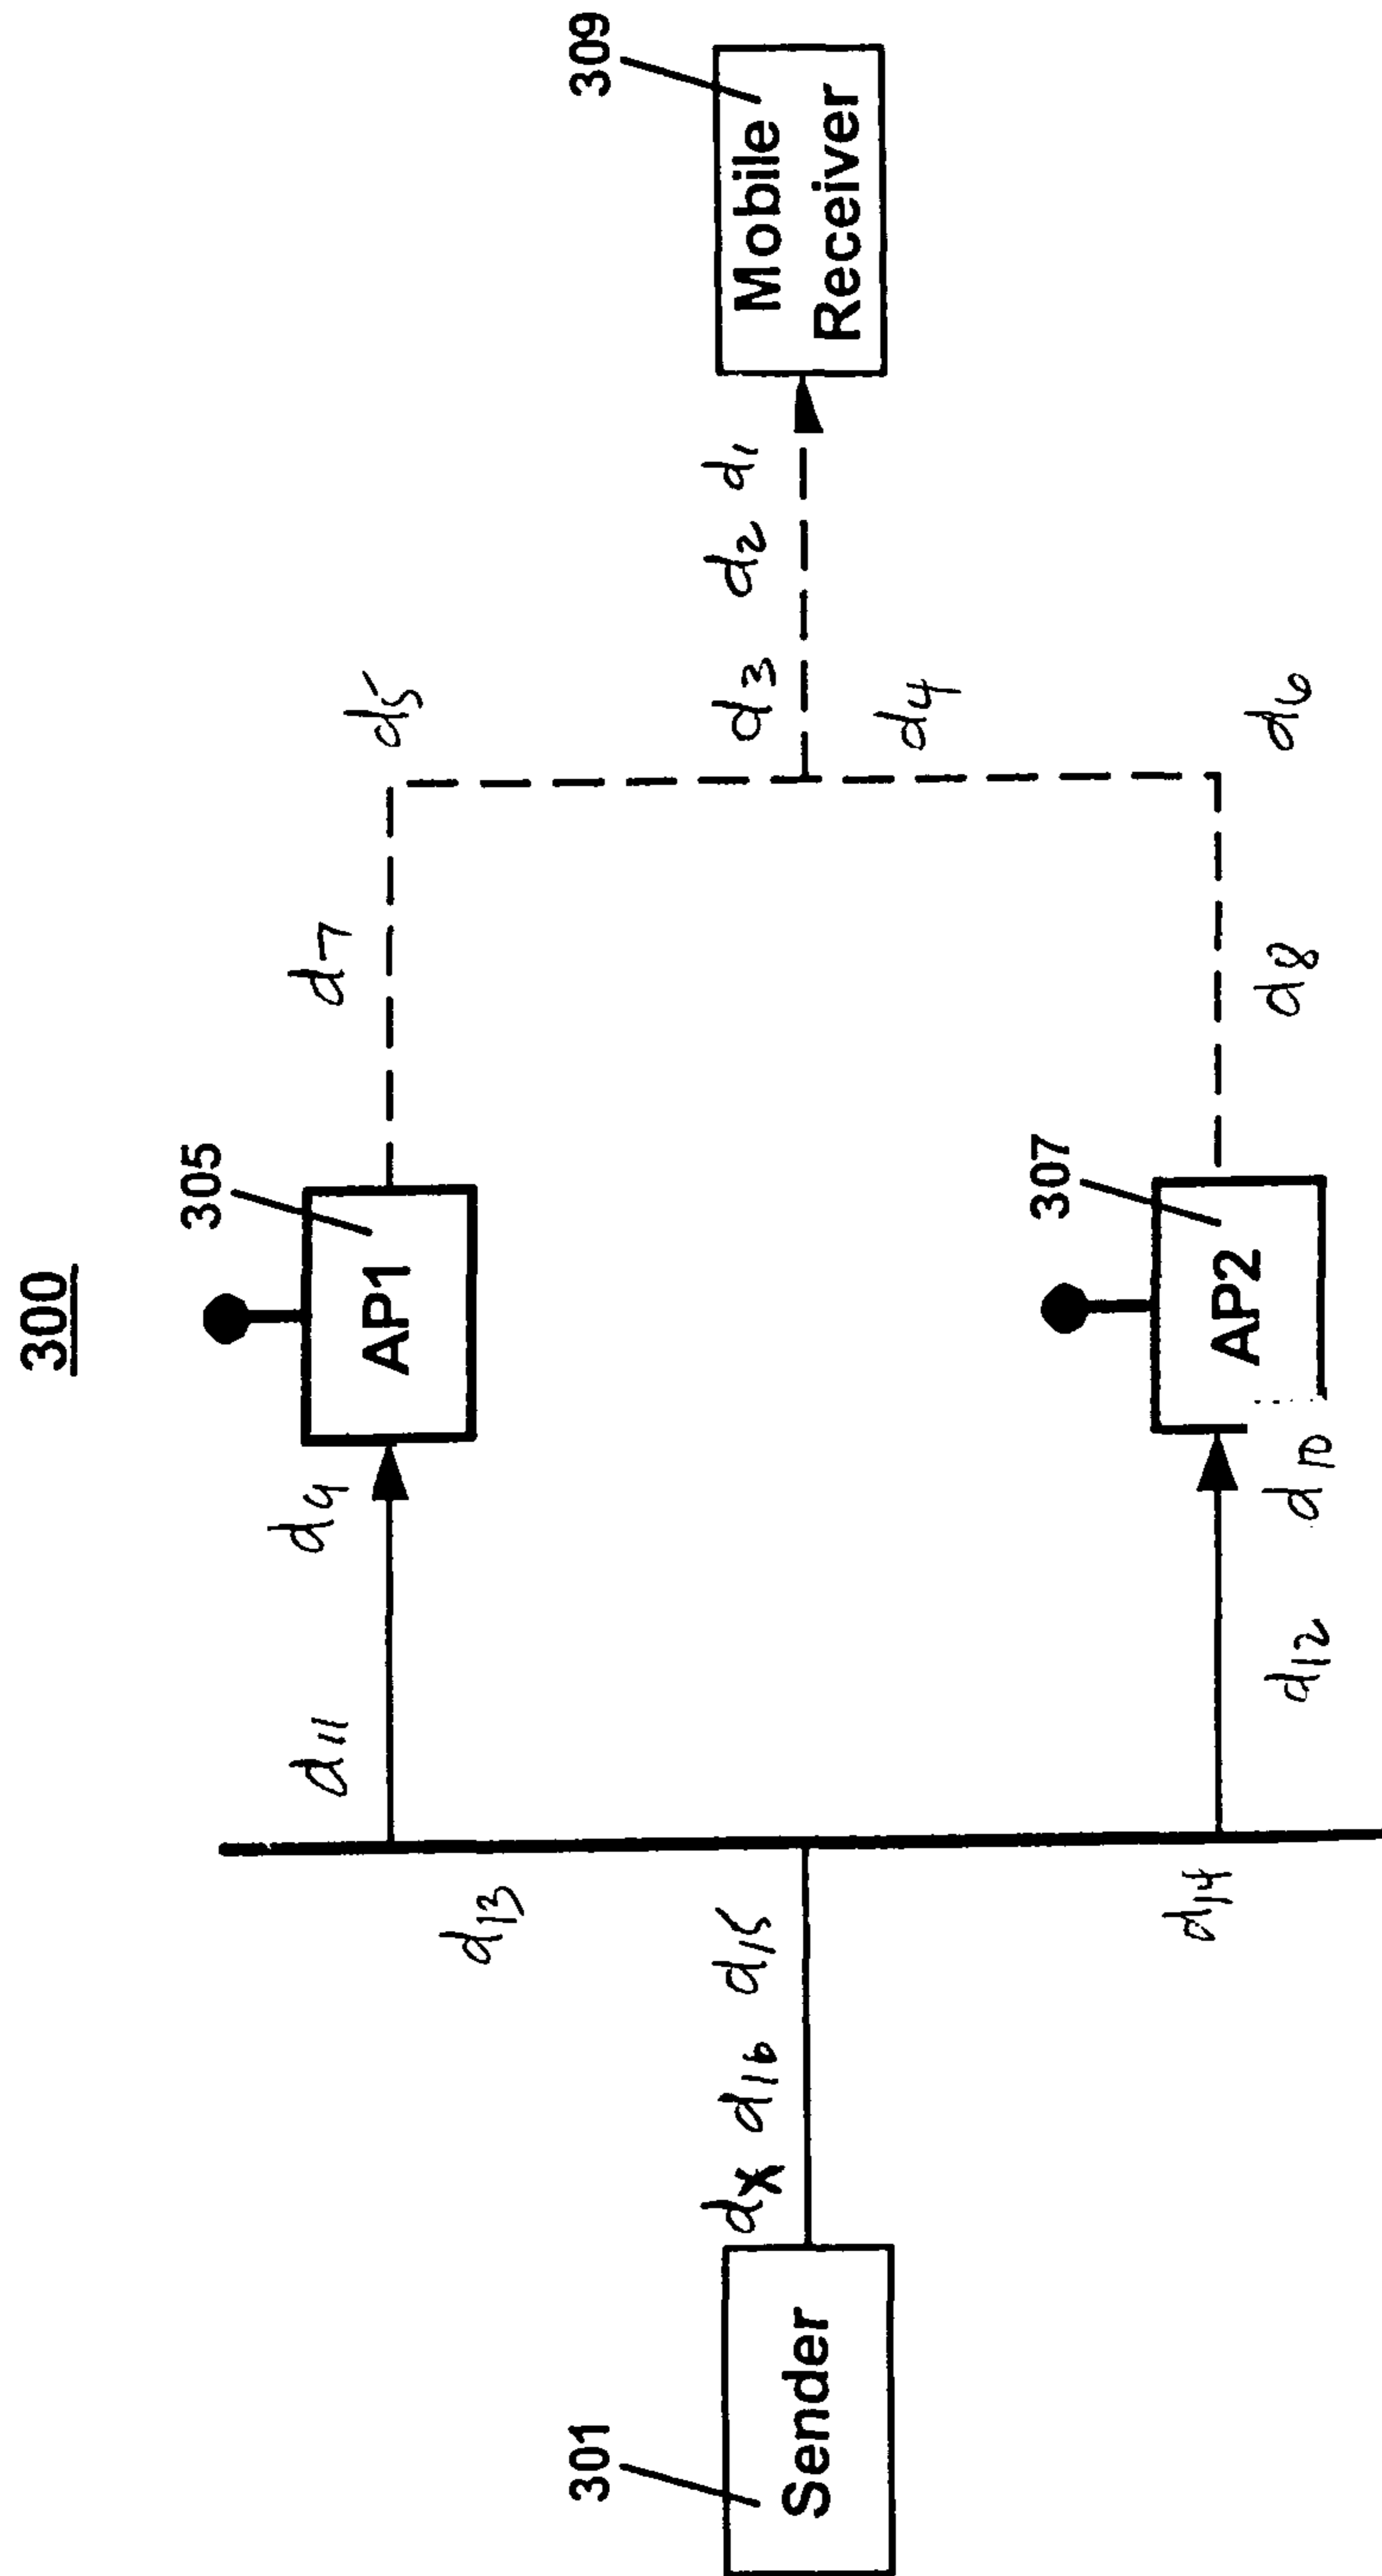 300
305
AP1
d11
d9
d7
d5
301
Sender
dx d16 d15
d13
d3 d2 d1
d4
309
Mobile
Receiver
307
AP2
d14
d12
d10
d8
d6